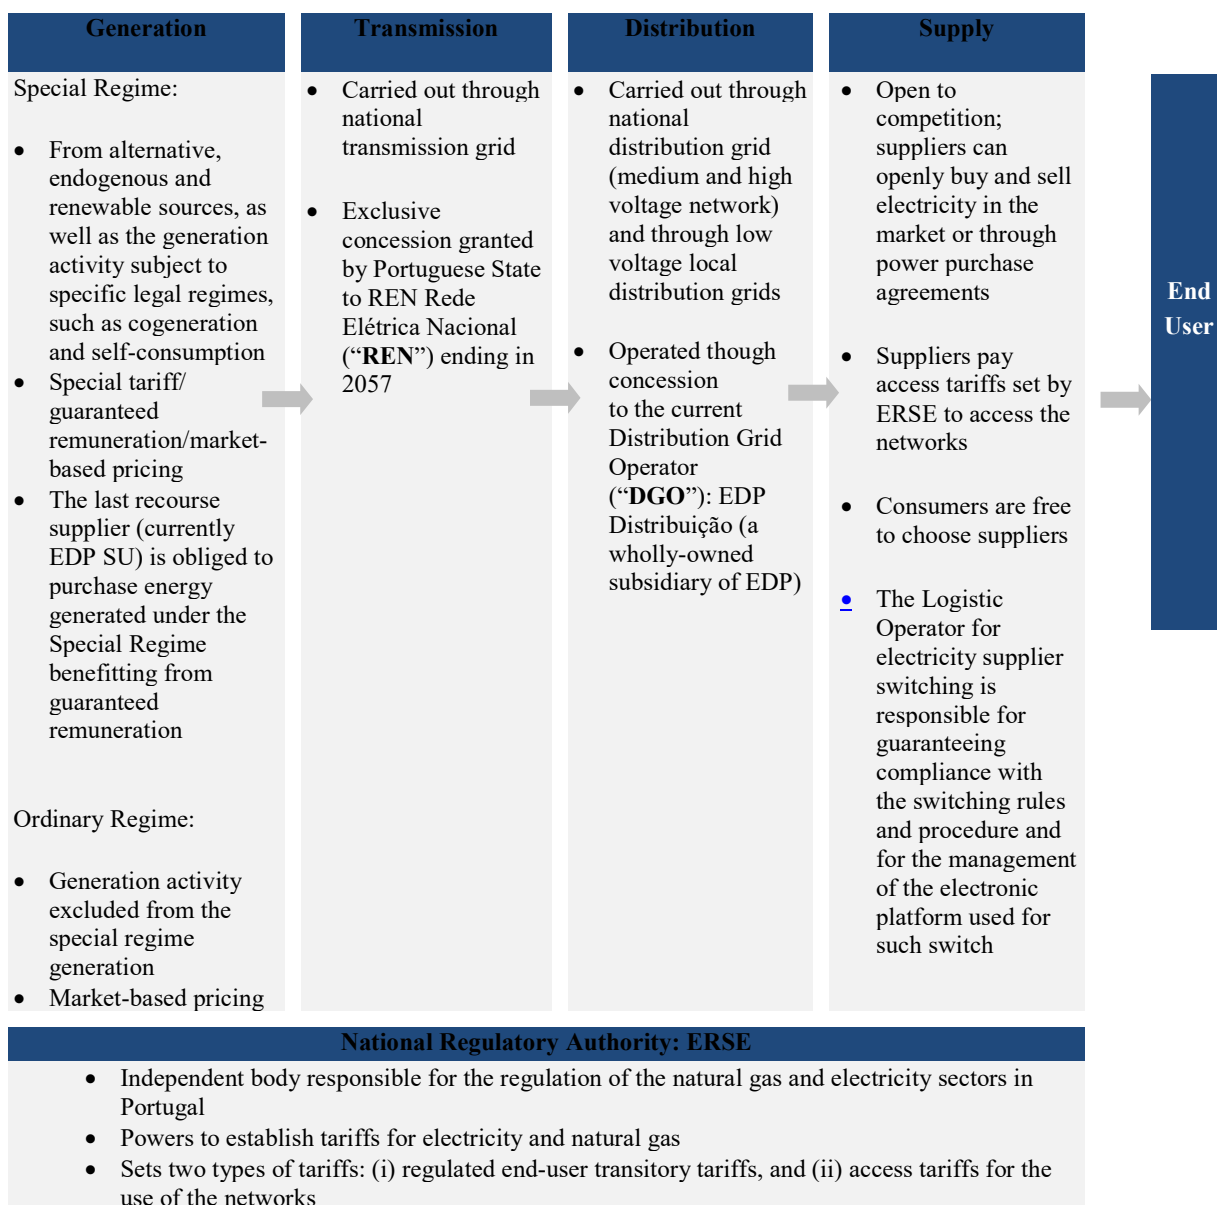 Generation
Special Regime:
• From alternative,
endogenous and
renewable sources, as
well as the generation
activity subject to
specific legal regimes,
such as cogeneration
and self-consumption
• Special tariff/
guaranteed
remuneration/market-
based pricing
• The last recourse
supplier (currently
EDP SU) is obliged to
purchase energy
generated under the
Special Regime
benefitting from
guaranteed
remuneration
Ordinary Regime:
• Generation activity
excluded from the
special regime
generation
• Market-based pricing
Transmission
• Carried out through
national
transmission grid
• Exclusive
concession granted
by Portuguese State
to REN Rede
Elétrica Nacional
(“REN”) ending in
2057
Distribution
• Carried out through
national
distribution grid
(medium and high
voltage network)
and through low
voltage local
distribution grids
• Operated though
concession
to the current
Distribution Grid
Operator
(“DGO”): EDP
Distribuição (a
wholly-owned
subsidiary of EDP)
Supply
• Open to
competition;
suppliers can
openly buy and sell
electricity in the
market or through
power purchase
agreements
• Suppliers pay
access tariffs set by
ERSE to access the
networks
• Consumers are free
to choose suppliers
• The Logistic
Operator for
electricity supplier
switching is
responsible for
guaranteeing
compliance with
the switching rules
and procedure and
for the management
of the electronic
platform used for
such switch
End
User
National Regulatory Authority: ERSE
• Independent body responsible for the regulation of the natural gas and electricity sectors in
Portugal
• Powers to establish tariffs for electricity and natural gas
• Sets two types of tariffs: (i) regulated end-user transitory tariffs, and (ii) access tariffs for the
use of the networks